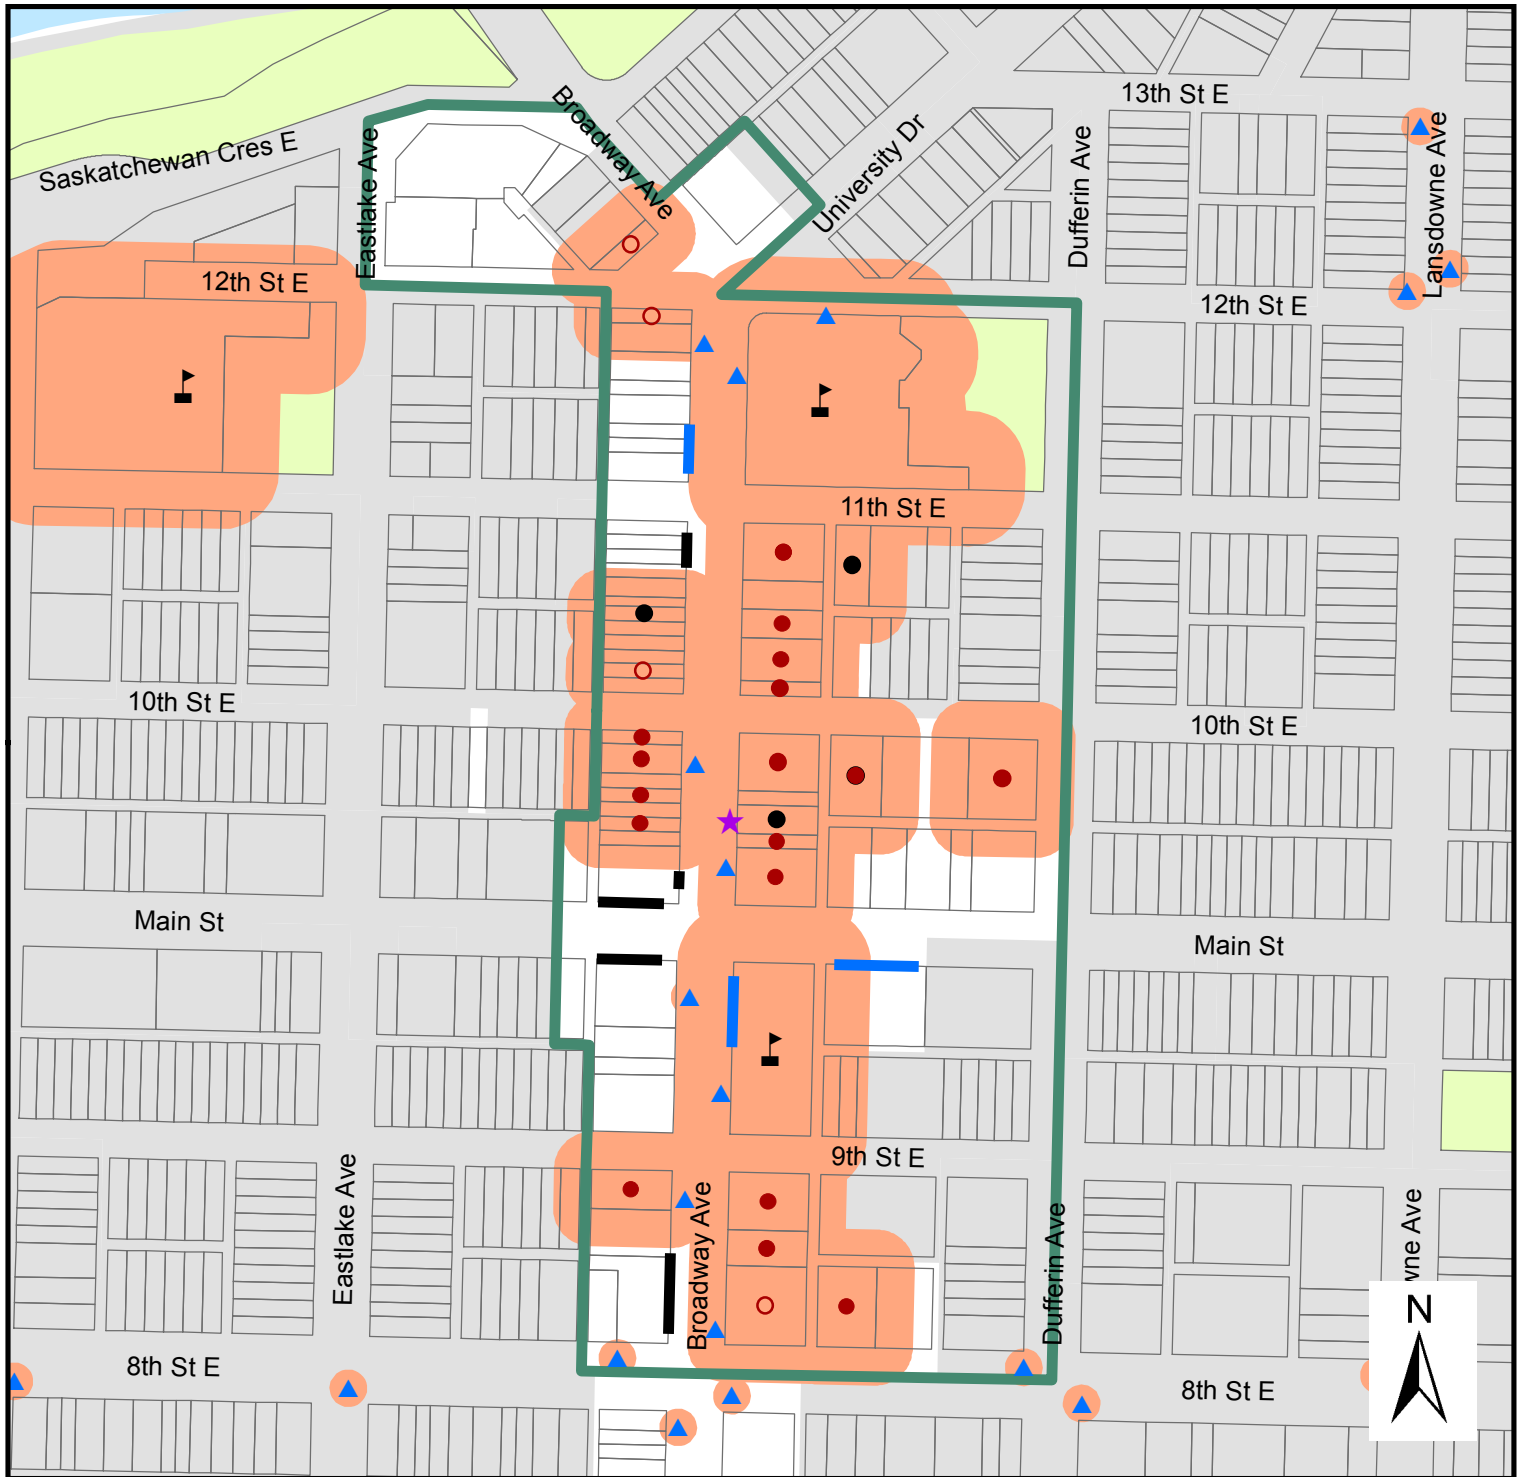 13th St E
Broadway Ave
University Dr
Saskatchewan Cres E
Eastlake Ave
Dufferin Ave
Lansdowne Ave
12th St E
12th St E
11th St E
10th St E
10th St E
Main St
Main St
9th St E
Eastlake Ave
Broadway Ave
Dufferin Ave
wne Ave
N
8th St E
8th St E